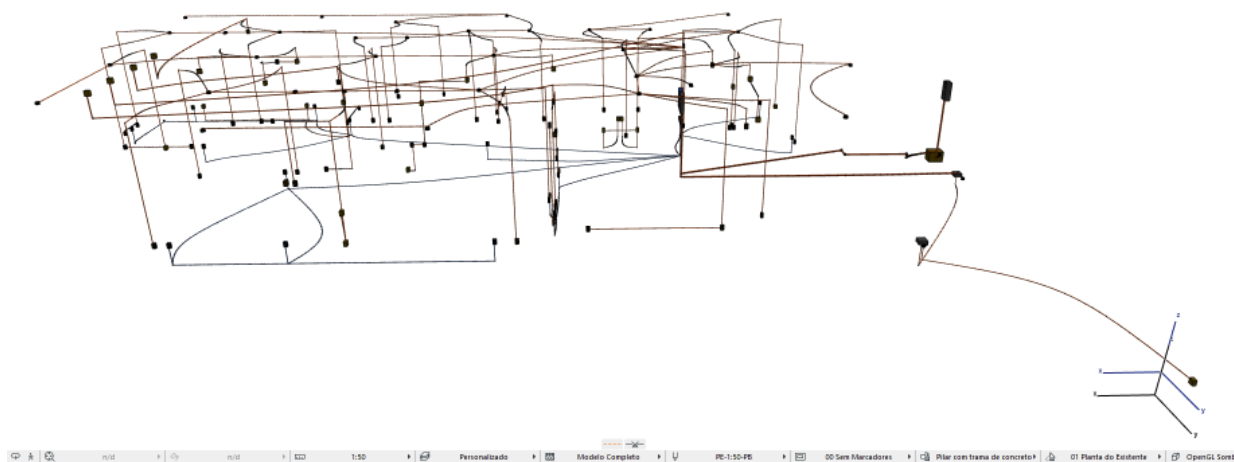 z
x
y
x
y
n/d
n/d
1:50
Personalizado
Modelo Completo
PE-1:50-PB
00 Sem Marcadores
Pilar com trama de concreto
01 Planta do Existente
OpenGL Somb